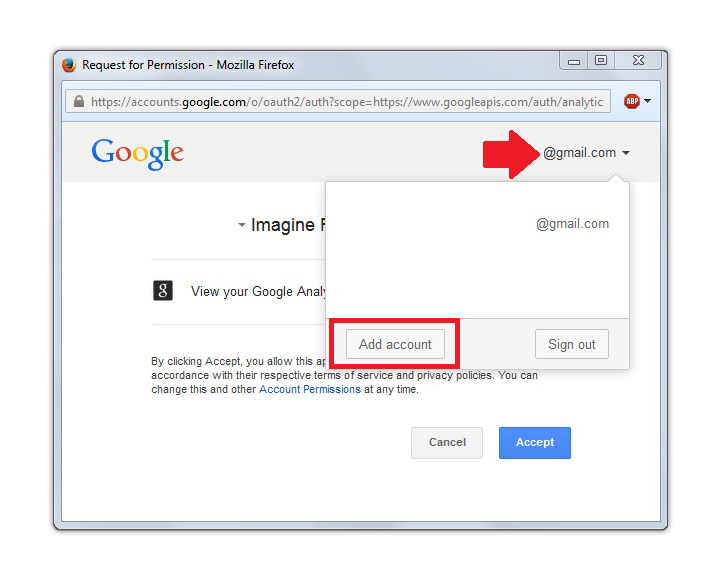 Request for Permission - Mozilla Firefox
https://accounts.google.com/o/oauth2/auth?scope=https://www.googleapis.com/auth/analytic
ABP
Google
@gmail.com
@gmail.com
Imagine
g
View your Google
Add account
Sign out
By clicking Accept, you allow this
accordance with their respective terms of service and privacy policies. You can
change this and other Account Permissions at any time.
Cancel
Accept